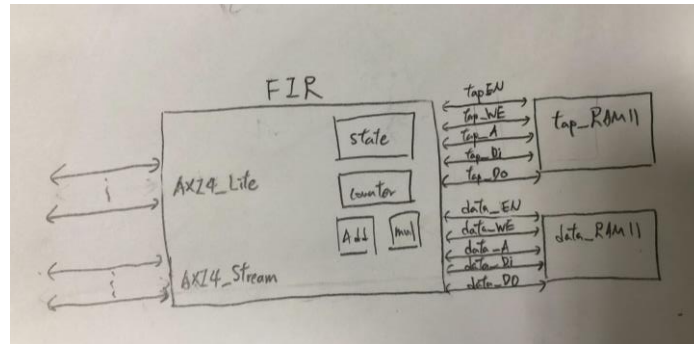 FIR
state
counter
Add
mul
AXI4_Lite
AXI4_Stream
tapEN
tap_WE
tap_A
tap_Di
tap_Do
tap_RAM11
data_EN
data_WE
data_A
data_Di
data_DO
data_RAM11